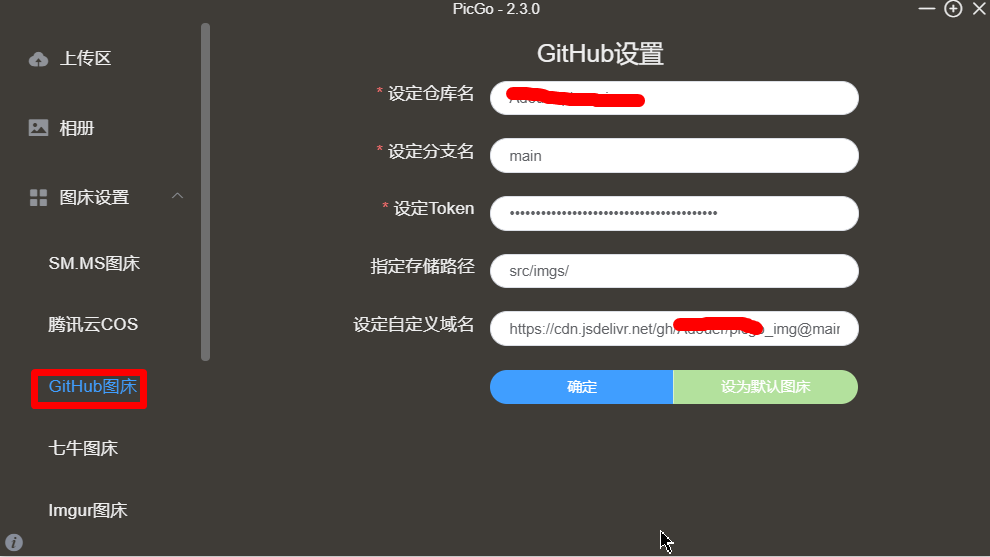 PicGo - 2.3.0
上传区
相册
图床设置
SM.MS图床
腾讯云COS
GitHub图床
七牛图床
Imgur图床
GitHub设置
* 设定仓库名
* 设定分支名
main
* 设定Token
••••••••••••••••••••••••••••••••••••••••
指定存储路径
src/imgs/
设定自定义域名
https://cdn.jsdelivr.net/gh/ _img@main
确定
设为默认图床